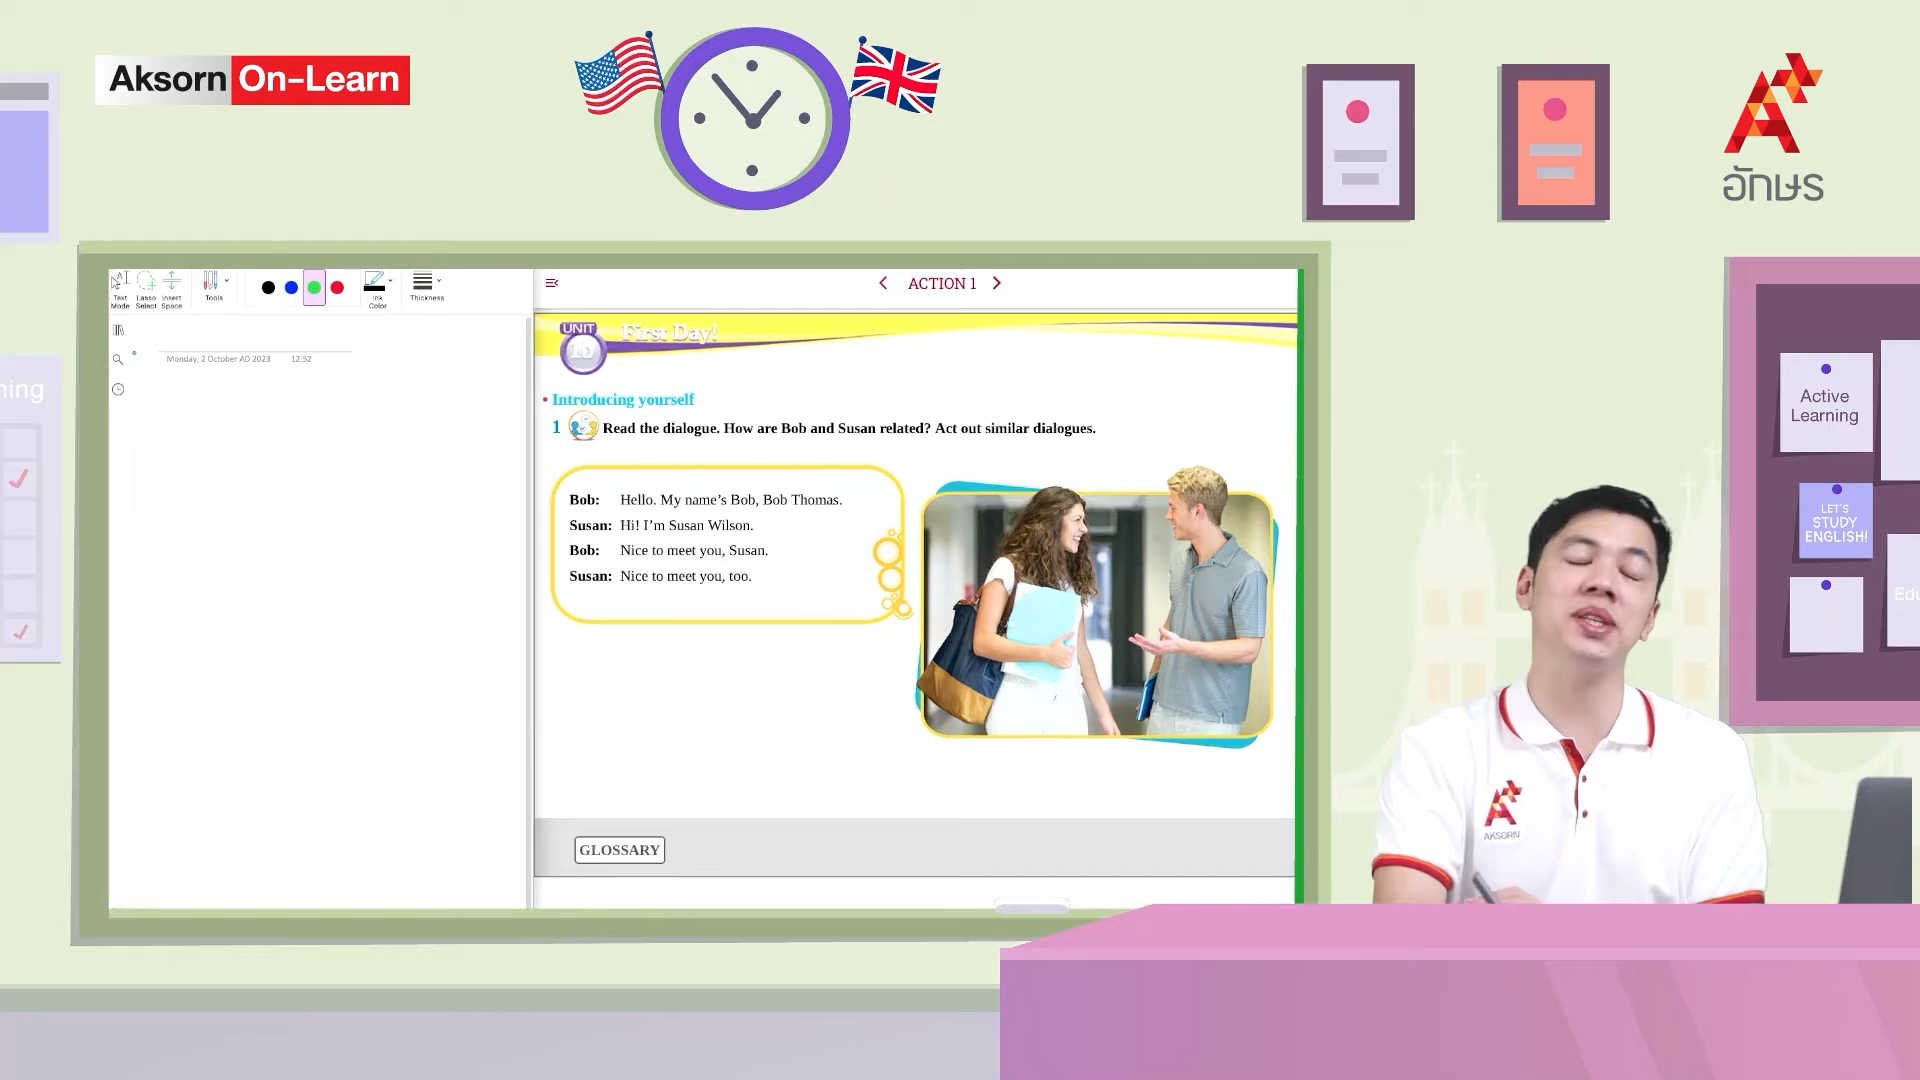 Aksorn On-Learn
อักษร
Text Mode
Lasso Select
Insert Space
Tools
Ink Color
Thickness
ACTION 1
Monday, 2 October AD 2023 12:52
UNIT
1D
First Day!
• Introducing yourself
1 Read the dialogue. How are Bob and Susan related? Act out similar dialogues.
Bob: Hello. My name's Bob, Bob Thomas.
Susan: Hi! I'm Susan Wilson.
Bob: Nice to meet you, Susan.
Susan: Nice to meet you, too.
GLOSSARY
ning
Active
Learning
LET'S
STUDY
ENGLISH!
Edu
AKSORN